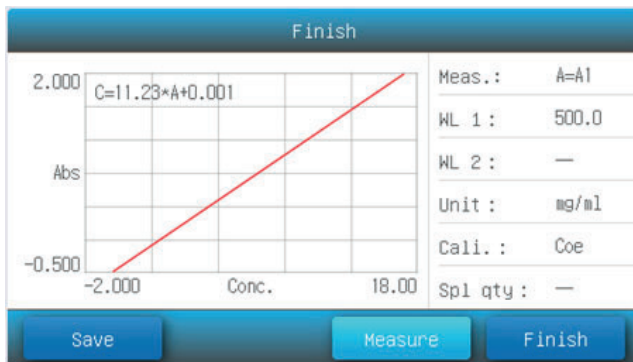 Finish
2.000
C=11.23*A+0.001
Abs
-0.500
-2.000
Conc.
18.00
Meas.: A=A1
WL 1: 500.0
WL 2: —
Unit: mg/ml
Cali.: Coe
Spl qty: —
Save
Measure
Finish